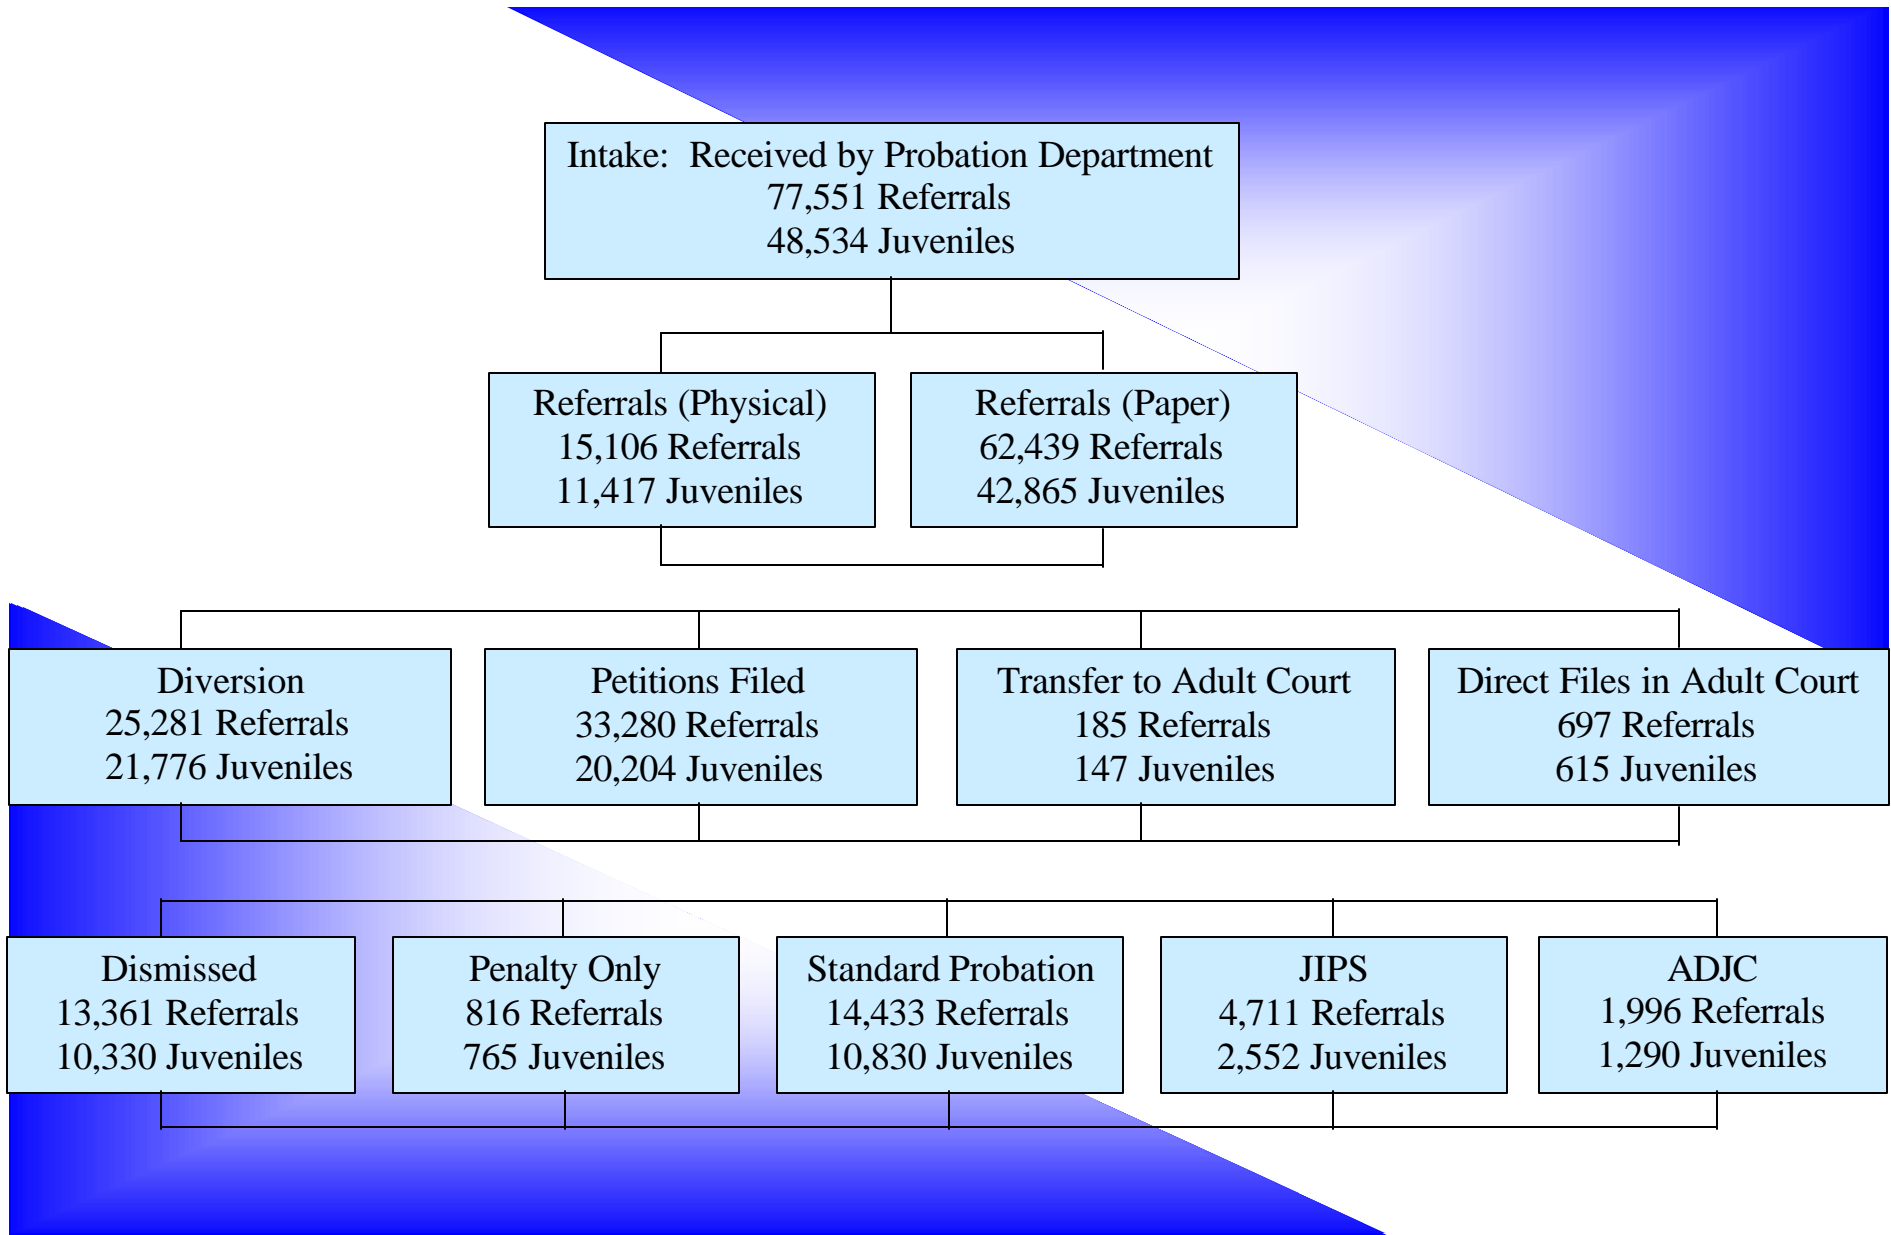 Intake:  Received by Probation Department
77,551 Referrals
48,534 Juveniles
Referrals (Physical)
15,106 Referrals
11,417 Juveniles
Referrals (Paper)
62,439 Referrals
42,865 Juveniles
Diversion
25,281 Referrals
21,776 Juveniles
Petitions Filed
33,280 Referrals
20,204 Juveniles
Transfer to Adult Court
185 Referrals
147 Juveniles
Direct Files in Adult Court
697 Referrals
615 Juveniles
Dismissed
13,361 Referrals
10,330 Juveniles
Penalty Only
816 Referrals
765 Juveniles
Standard Probation
14,433 Referrals
10,830 Juveniles
JIPS
4,711 Referrals
2,552 Juveniles
ADJC
1,996 Referrals
1,290 Juveniles